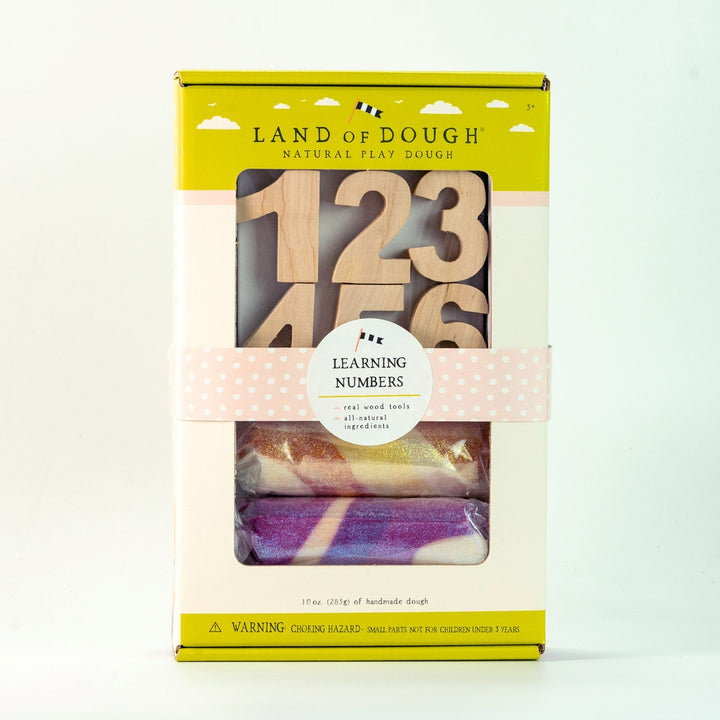 3+
LAND OF DOUGH®
NATURAL PLAY DOUGH
123
456
LEARNING
NUMBERS
real wood tools
all-natural
ingredients
10 oz. (283g) of handmade dough
⚠ WARNING: CHOKING HAZARD- SMALL PARTS NOT FOR CHILDREN UNDER 3 YEARS